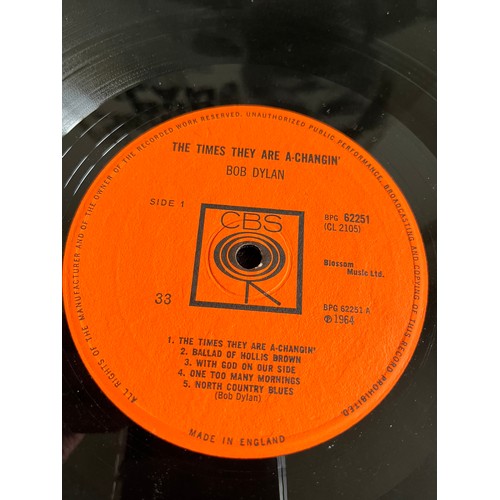 ALL RIGHTS OF THE MANUFACTURER AND OF THE OWNER OF THE RECORDED WORK RESERVED. UNAUTHORIZED PUBLIC PERFORMANCE, BROADCASTING AND COPYING OF THIS RECORD PROHIBITED
THE TIMES THEY ARE A-CHANGIN'
BOB DYLAN
SIDE 1
CBS
BPG 62251
(CL 2105)
Blossom
Music Ltd.
33
BPG 62251 A
℗ 1964
1. THE TIMES THEY ARE A-CHANGIN'
2. BALLAD OF HOLLIS BROWN
3. WITH GOD ON OUR SIDE
4. ONE TOO MANY MORNINGS
5. NORTH COUNTRY BLUES
(Bob Dylan)
MADE IN ENGLAND